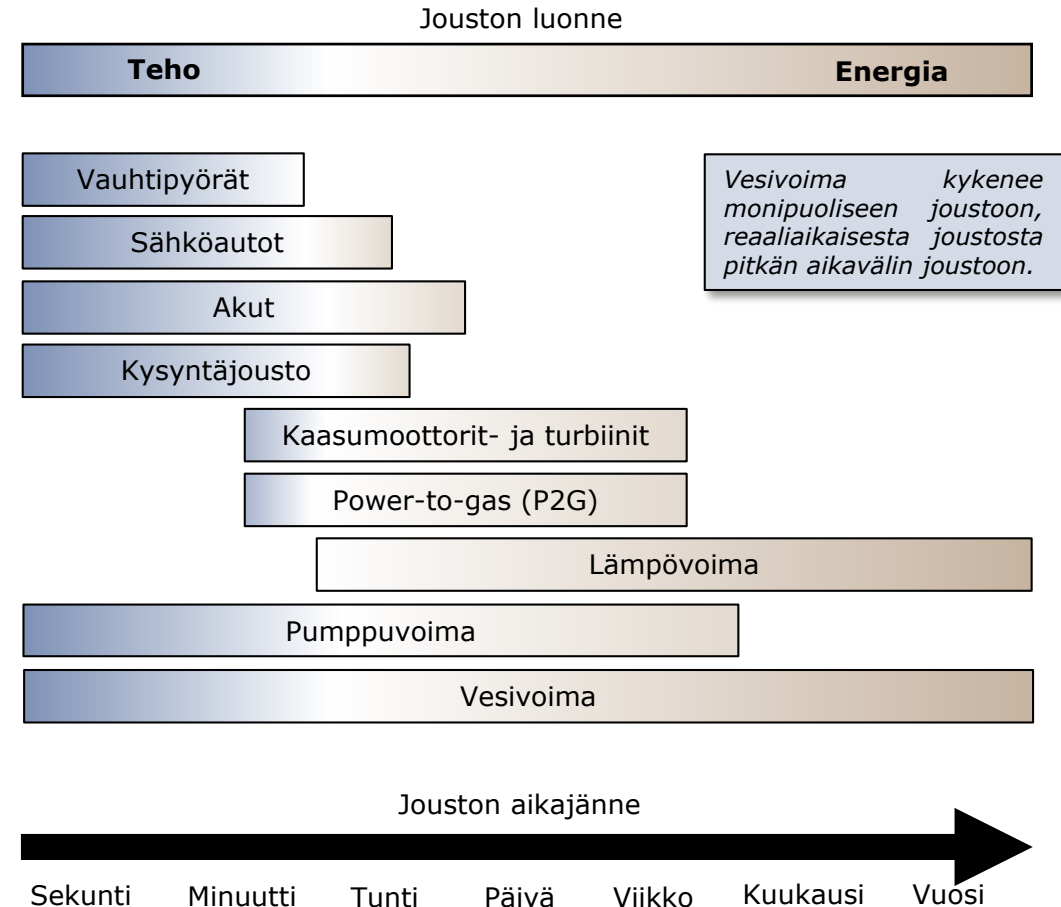 Jouston luonne
Teho Energia
Vauhtipyörät
Sähköautot
Akut
Kysyntäjousto
Kaasumoottorit- ja turbiinit
Power-to-gas (P2G)
Lämpövoima
Pumppuvoima
Vesivoima
Vesivoima kykenee
monipuoliseen joustoon,
reaaliaikaisesta joustosta
pitkän aikavälin joustoon.
Jouston aikajänne
Sekunti Minuutti Tunti Päivä Viikko Kuukausi Vuosi